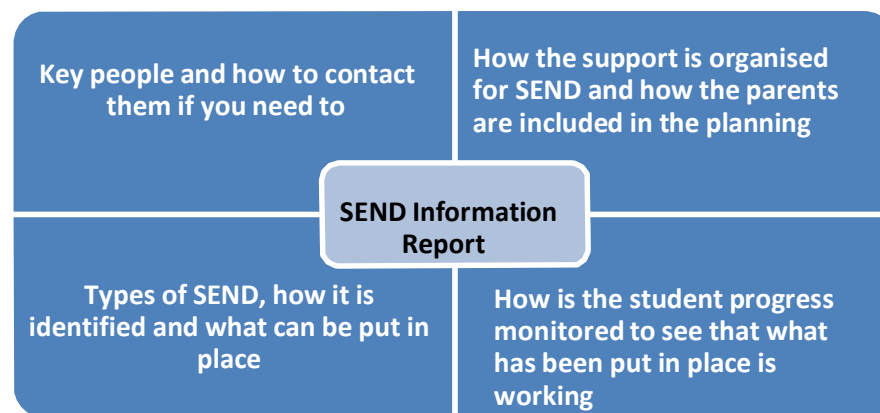 Key people and how to contact
them if you need to
How the support is organised
for SEND and how the parents
are included in the planning
SEND Information
Report
Types of SEND, how it is
identified and what can be put in
place
How is the student progress
monitored to see that what
has been put in place is
working